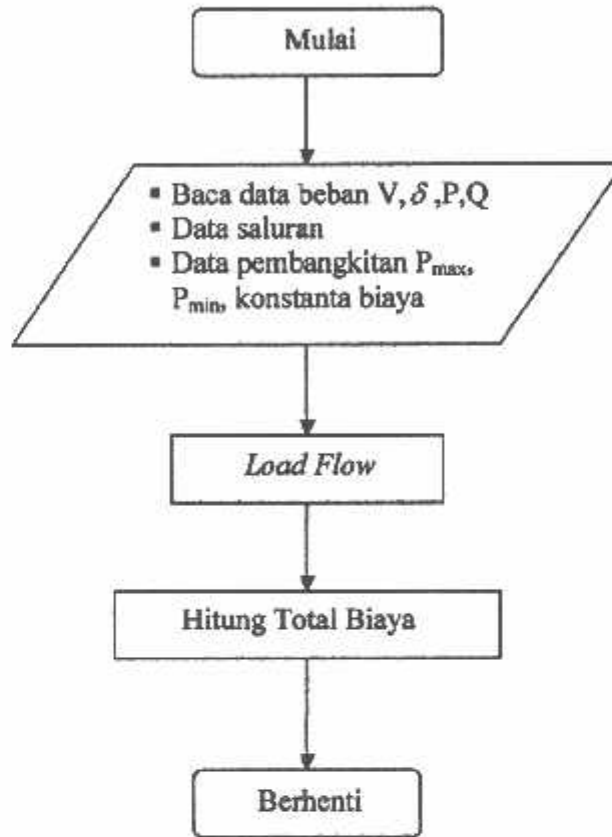 Mulai
▪ Baca data beban V, δ ,P,Q
▪ Data saluran
▪ Data pembangkitan Pmax,
Pmin, konstanta biaya
Load Flow
Hitung Total Biaya
Berhenti